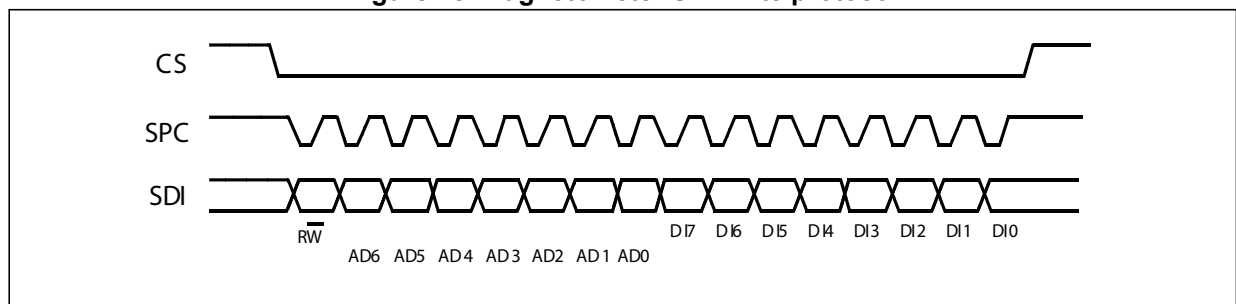 CS
SPC
SDI
RW
DI7 DI6 DI5 DI4 DI3 DI2 DI1 DI0
AD6 AD5 AD4 AD3 AD2 AD1 AD0